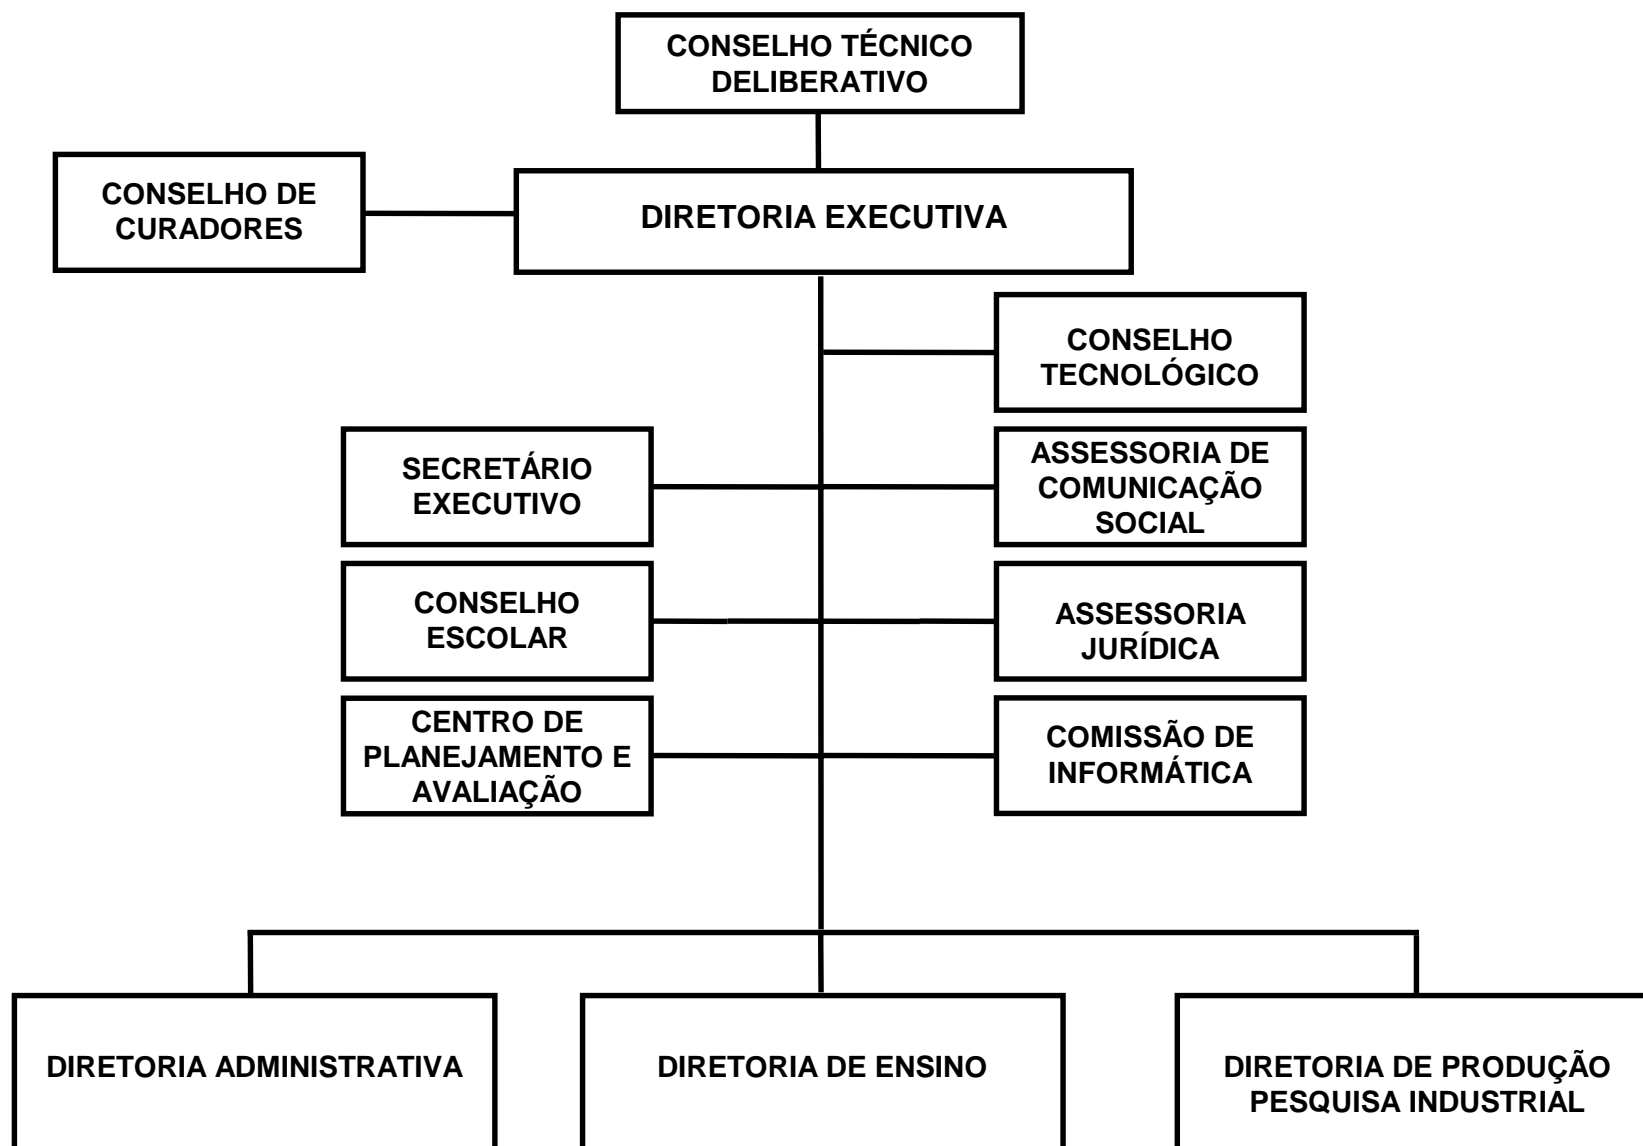 CONSELHO TÉCNICO
DELIBERATIVO
CONSELHO DE
CURADORES
DIRETORIA EXECUTIVA
CONSELHO
TECNOLÓGICO
SECRETÁRIO
EXECUTIVO
ASSESSORIA DE
COMUNICAÇÃO
SOCIAL
CONSELHO
ESCOLAR
ASSESSORIA
JURÍDICA
CENTRO DE
PLANEJAMENTO E
AVALIAÇÃO
COMISSÃO DE
INFORMÁTICA
DIRETORIA ADMINISTRATIVA
DIRETORIA DE ENSINO
DIRETORIA DE PRODUÇÃO
PESQUISA INDUSTRIAL